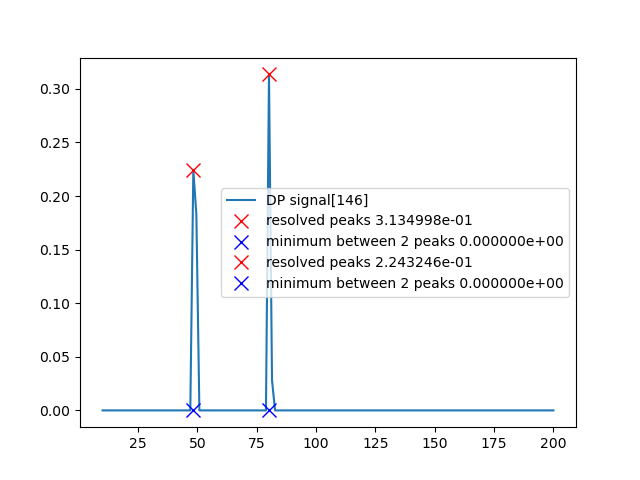 0.30
0.25
0.20
0.15
0.10
0.05
0.00
DP signal[146]
resolved peaks 3.134998e-01
minimum between 2 peaks 0.000000e+00
resolved peaks 2.243246e-01
minimum between 2 peaks 0.000000e+00
25 50 75 100 125 150 175 200